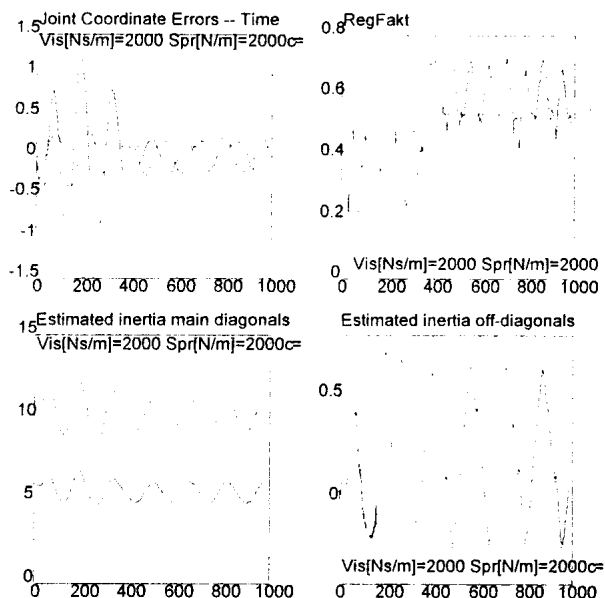 Joint Coordinate Errors -- Time
Vis[Ns/m]=2000 Spr[N/m]=2000c=
1.5
1
0.5
0
-0.5
-1
-1.5
0 200 400 600 800 1000
RegFakt
0.8
0.6
0.4
0.2
0
Vis[Ns/m]=2000 Spr[N/m]=2000
0 200 400 600 800 1000
Estimated inertia main diagonals
Vis[Ns/m]=2000 Spr[N/m]=2000c=
15
10
5
0
0 200 400 600 800 1000
Estimated inertia off-diagonals
0.5
0
Vis[Ns/m]=2000 Spr[N/m]=2000c=
0 200 400 600 800 1000